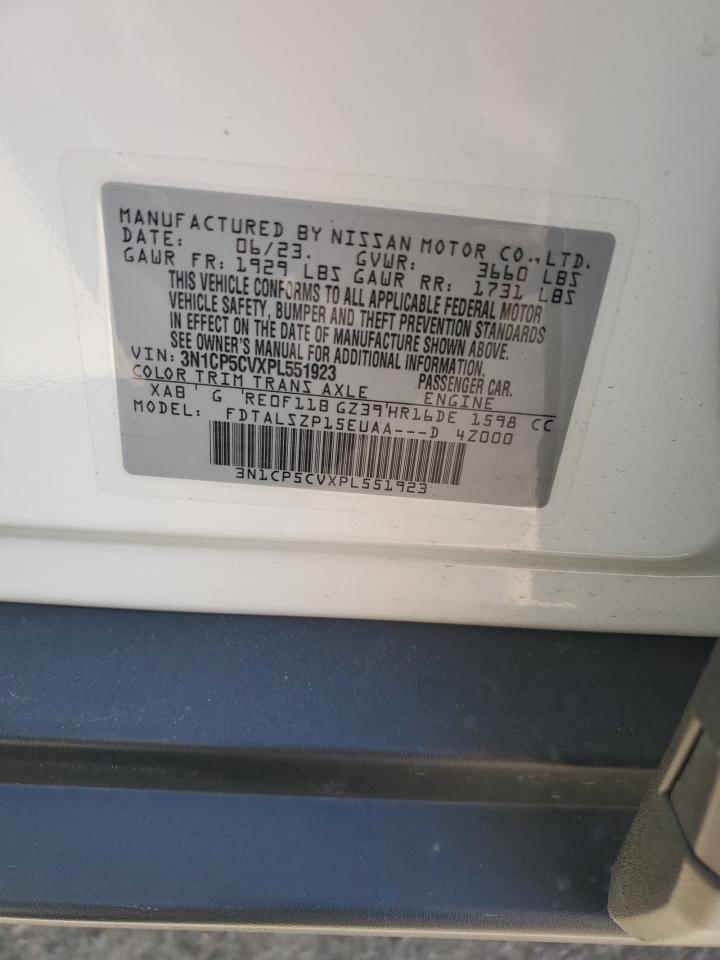 MANUFACTURED BY NISSAN MOTOR CO.,LTD.
DATE: 06/23. GVWR: 3660 LBS
GAWR FR: 1929 LBS GAWR RR: 1731 LBS
THIS VEHICLE CONFORMS TO ALL APPLICABLE FEDERAL MOTOR
VEHICLE SAFETY, BUMPER AND THEFT PREVENTION STANDARDS
IN EFFECT ON THE DATE OF MANUFACTURE SHOWN ABOVE.
SEE OWNER'S MANUAL FOR ADDITIONAL INFORMATION.
VIN: 3N1CP5CVXPL551923 PASSENGER CAR.
COLOR TRIM TRANS AXLE ENGINE
XAB ' G 'RE0F11B GZ39'HR16DE 1598 CC
MODEL: FDTALSZP15EUAA---D 4Z000
3N1CP5CVXPL551923